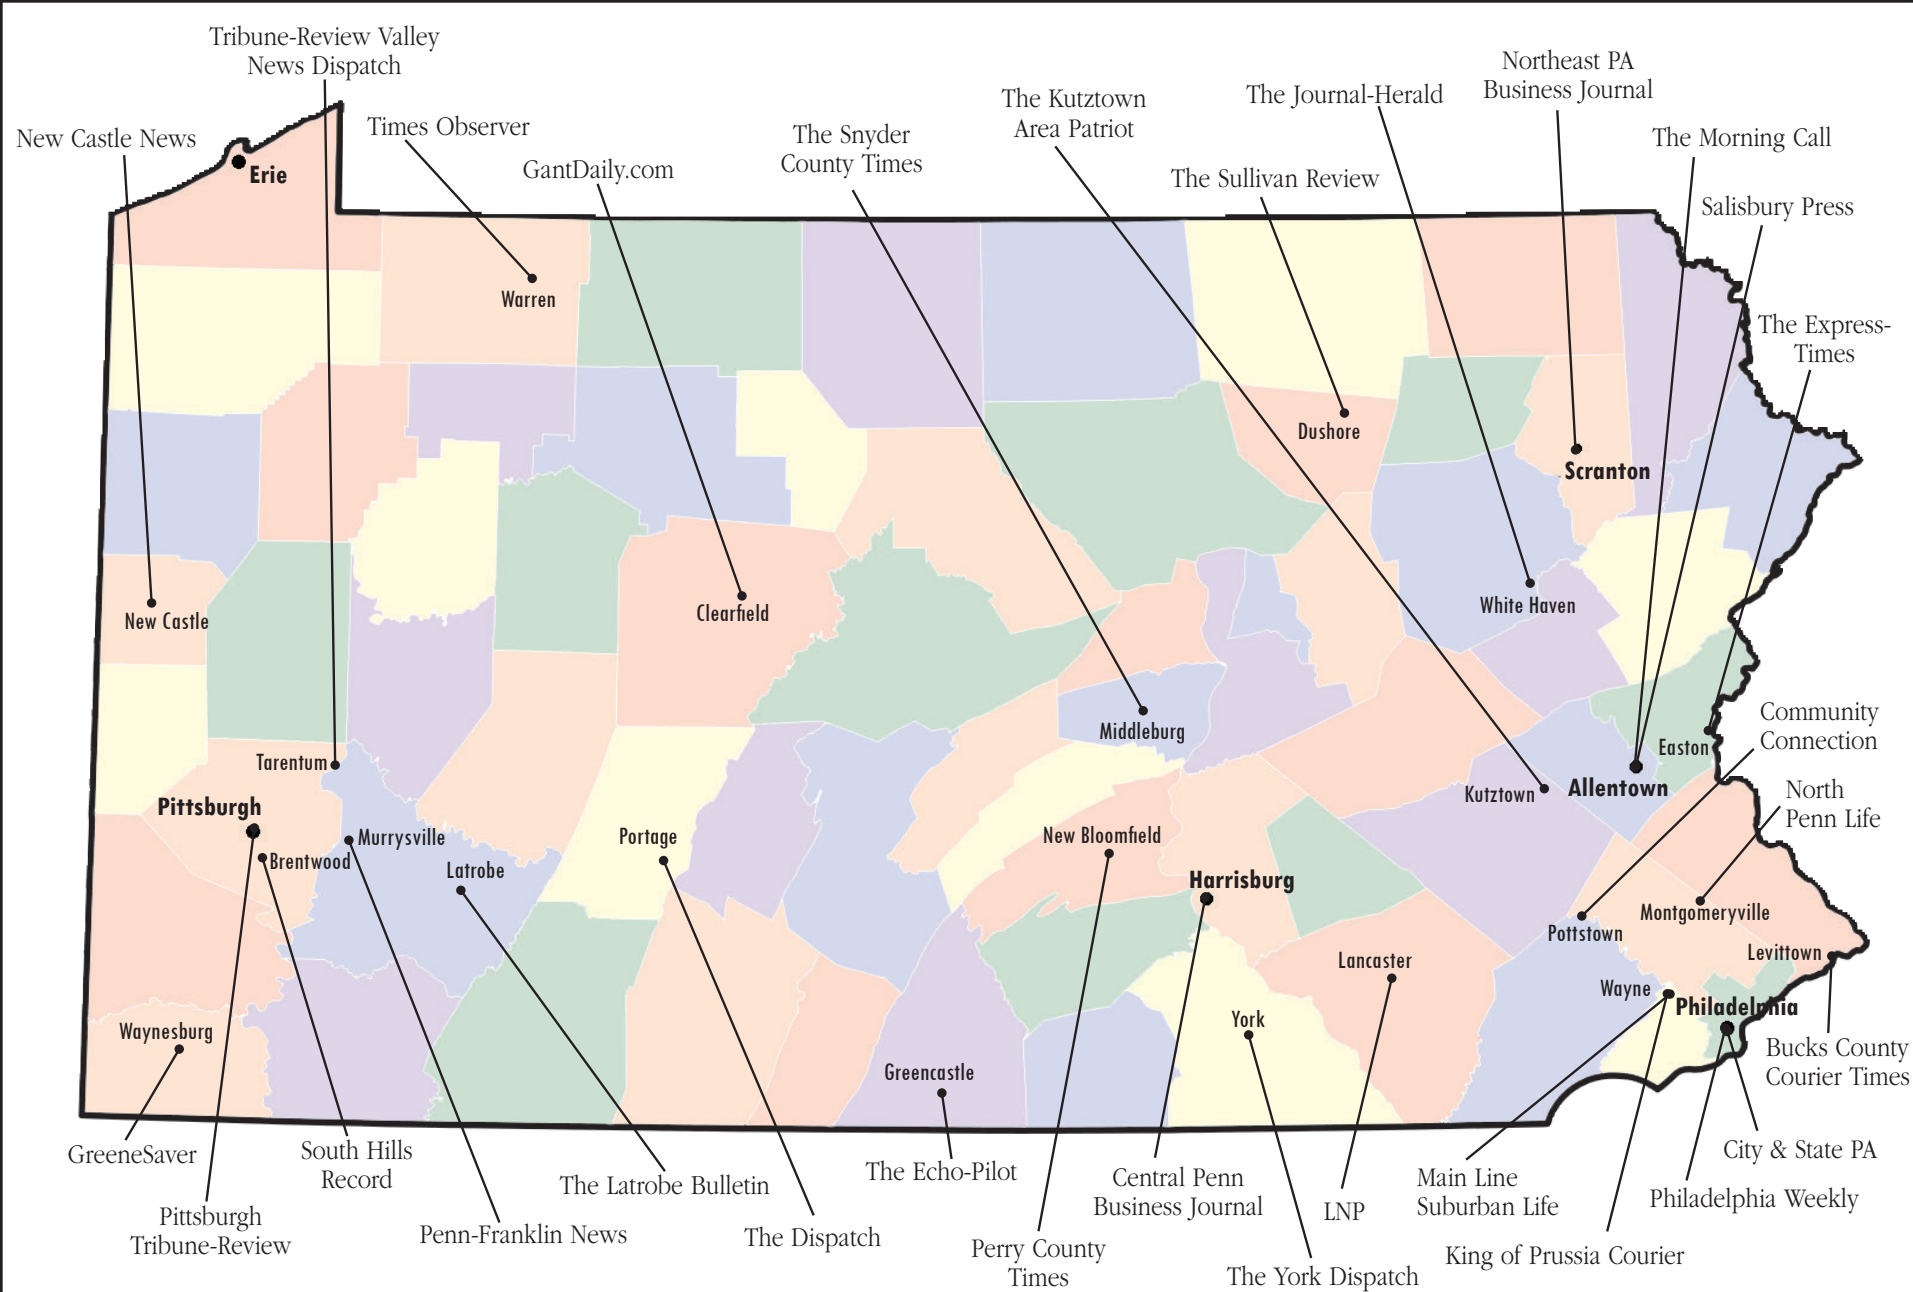 Tribune-Review Valley
News Dispatch
New Castle News
Times Observer
GantDaily.com
The Snyder
County Times
The Kutztown
Area Patriot
The Sullivan Review
The Journal-Herald
Northeast PA
Business Journal
The Morning Call
Salisbury Press
The Express-
Times
Erie
Warren
Dushore
Scranton
New Castle
Clearfield
White Haven
Middleburg
Tarentum
Pittsburgh
Murrysville
Brentwood
Latrobe
Portage
New Bloomfield
Harrisburg
Kutztown
Allentown
Easton
Community
Connection
North
Penn Life
Pottstown
Montgomeryville
Levittown
Lancaster
Wayne
Philadelphia
York
Waynesburg
Greencastle
Bucks County
Courier Times
GreeneSaver
South Hills
Record
Pittsburgh
Tribune-Review
Penn-Franklin News
The Latrobe Bulletin
The Dispatch
The Echo-Pilot
Perry County
Times
Central Penn
Business Journal
The York Dispatch
LNP
Main Line
Suburban Life
King of Prussia Courier
Philadelphia Weekly
City & State PA